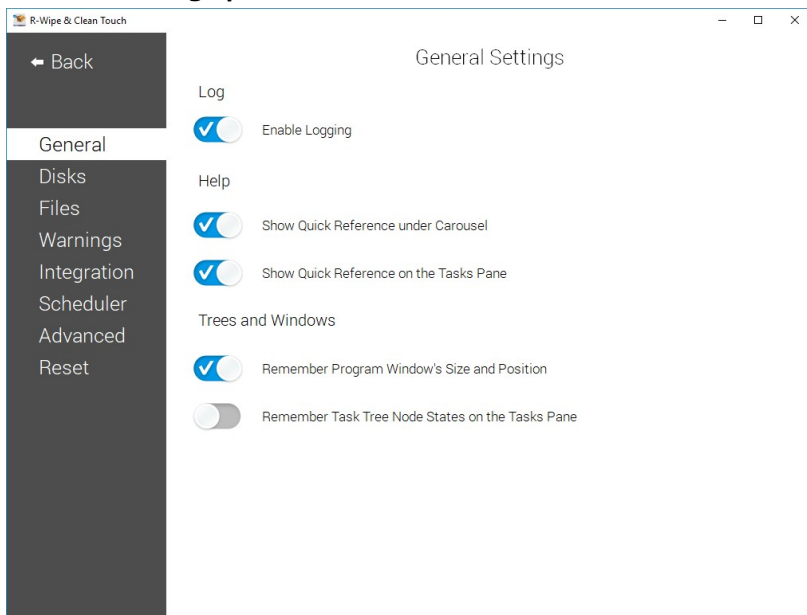 R-Wipe & Clean Touch
Back
General Settings
Log
Enable Logging
General
Disks
Help
Files
Show Quick Reference under Carousel
Warnings
Integration
Show Quick Reference on the Tasks Pane
Scheduler
Trees and Windows
Advanced
Reset
Remember Program Window's Size and Position
Remember Task Tree Node States on the Tasks Pane